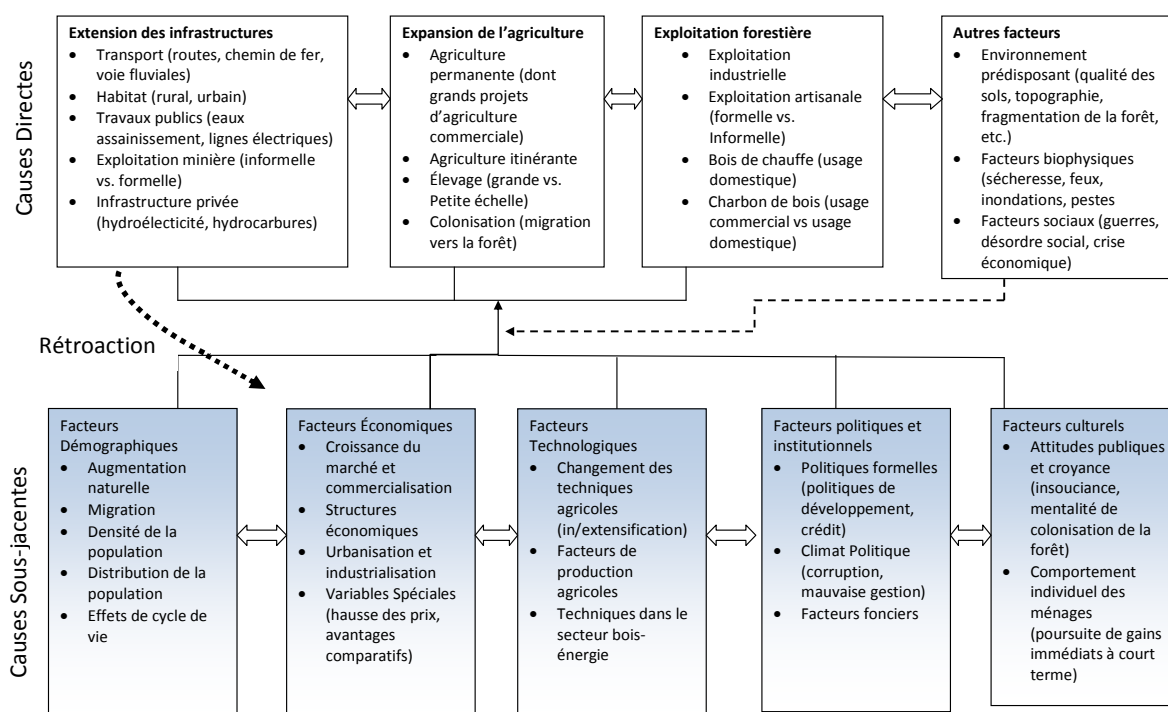 Causes Directes
Extension des infrastructures
• Transport (routes, chemin de fer,
voie fluviales)
• Habitat (rural, urbain)
• Travaux publics (eaux
assainissement, lignes électriques)
• Exploitation minière (informelle
vs. formelle)
• Infrastructure privée
(hydroélecticité, hydrocarbures)
Expansion de l’agriculture
• Agriculture
permanente (dont
grands projets
d’agriculture
commerciale)
• Agriculture itinérante
• Élevage (grande vs.
Petite échelle)
• Colonisation (migration
vers la forêt)
Exploitation forestière
• Exploitation
industrielle
• Exploitation artisanale
(formelle vs.
Informelle)
• Bois de chauffe (usage
domestique)
• Charbon de bois (usage
commercial vs usage
domestique)
Autres facteurs
• Environnement
prédisposant (qualité des
sols, topographie,
fragmentation de la forêt,
etc.)
• Facteurs biophysiques
(sécheresse, feux,
inondations, pestes
• Facteurs sociaux (guerres,
désordre social, crise
économique)
Rétroaction
Causes Sous-jacentes
Facteurs
Démographiques
• Augmentation
naturelle
• Migration
• Densité de la
population
• Distribution de la
population
• Effets de cycle de
vie
Facteurs Économiques
• Croissance du
marché et
commercialisation
• Structures
économiques
• Urbanisation et
industrialisation
• Variables Spéciales
(hausse des prix,
avantages
comparatifs)
Facteurs
Technologiques
• Changement des
techniques
agricoles
(in/extensification)
• Facteurs de
production
agricoles
• Techniques dans le
secteur bois-
énergie
Facteurs politiques et
institutionnels
• Politiques formelles
(politiques de
développement,
crédit)
• Climat Politique
(corruption,
mauvaise gestion)
• Facteurs fonciers
Facteurs culturels
• Attitudes publiques
et croyance
(insouciance,
mentalité de
colonisation de la
forêt)
• Comportement
individuel des
ménages
(poursuite de gains
immédiats à court
terme)